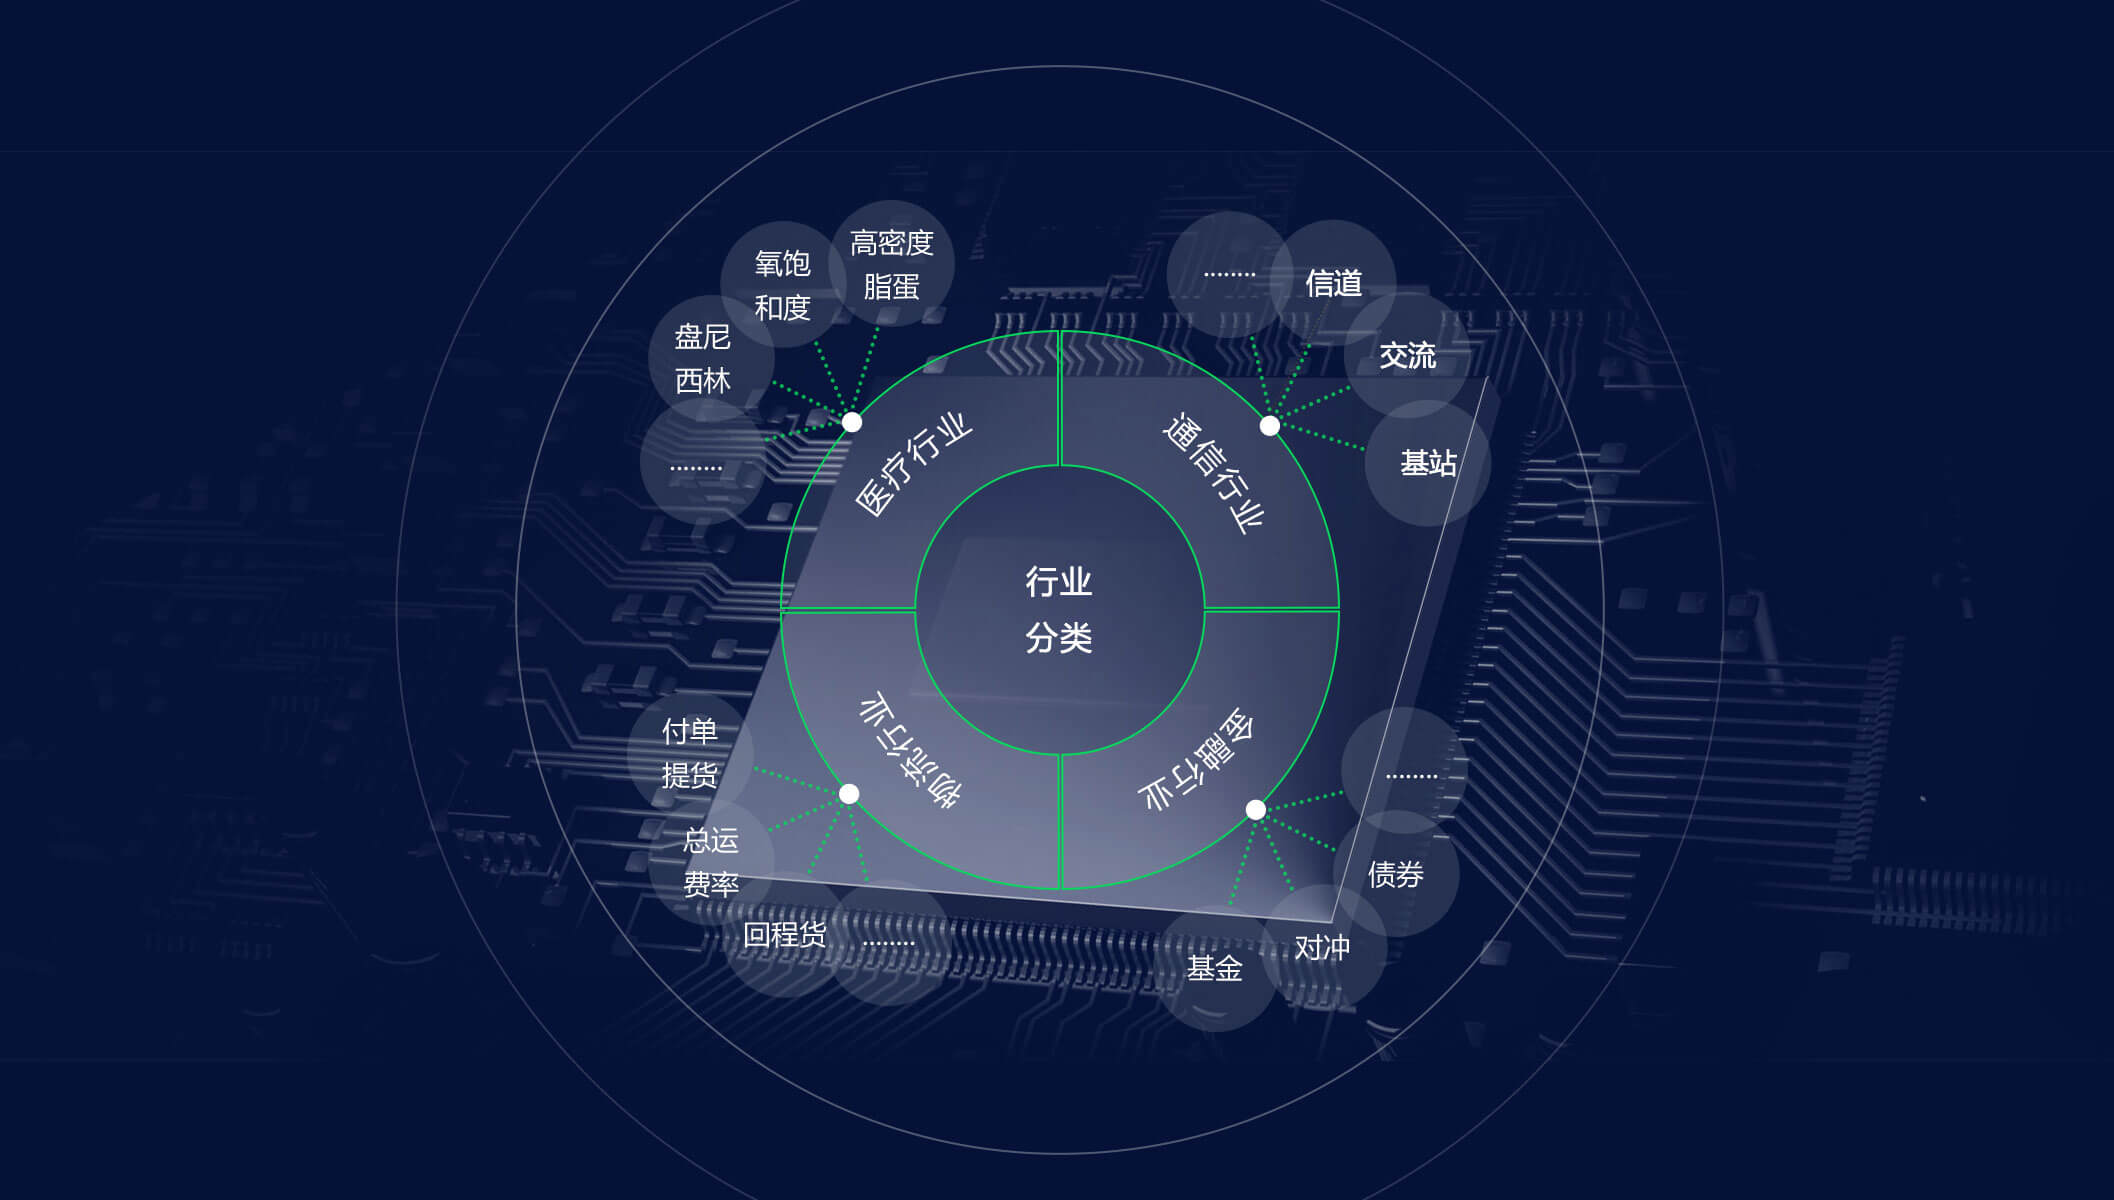 高密度
脂蛋
氧饱
和度
盘尼
西林
........
........
信道
交流
基站
医疗行业
通信行业
行业
分类
物流行业
金融行业
付单
提货
总运
费率
回程货
........
........
债券
对冲
基金